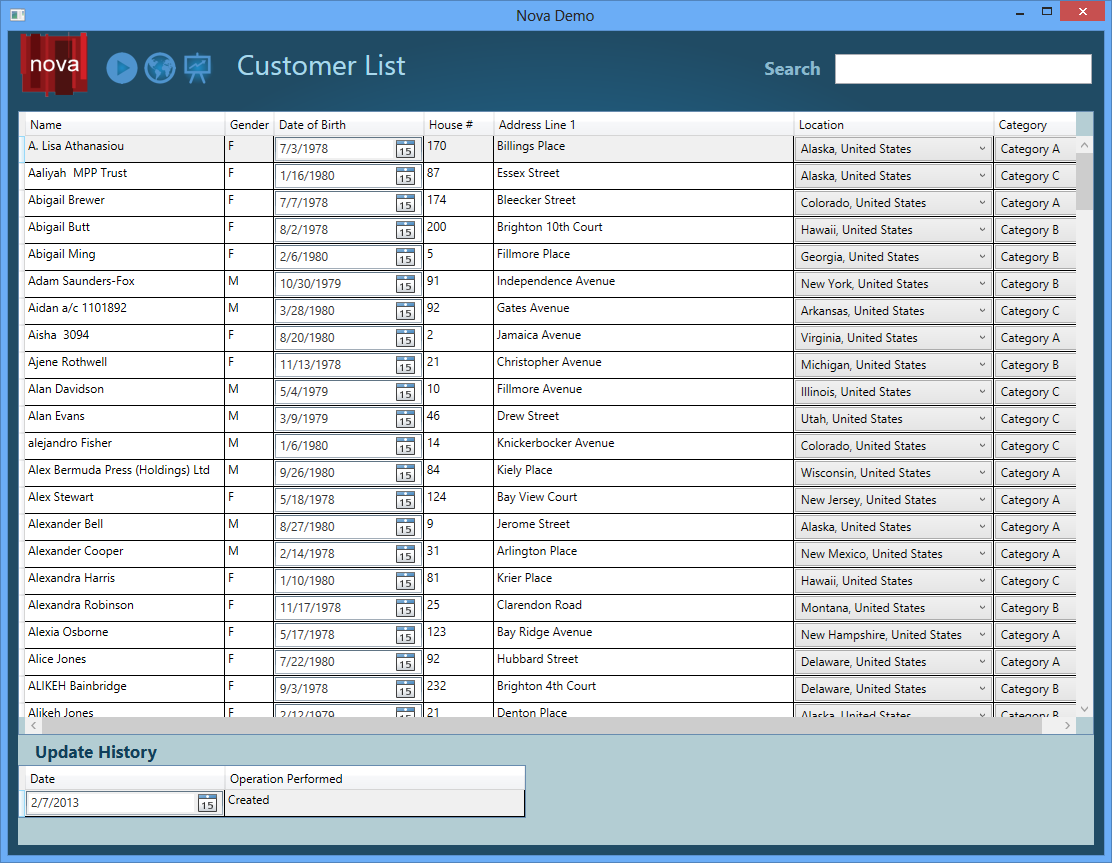 Nova Demo
nova Customer List Search
Name Gender Date of Birth House # Address Line 1 Location Category
A. Lisa Athanasiou F 7/3/1978 15 170 Billings Place Alaska, United States Category A
Aaliyah  MPP Trust F 1/16/1980 15 87 Essex Street Alaska, United States Category C
Abigail Brewer F 7/7/1978 15 174 Bleecker Street Colorado, United States Category A
Abigail Butt F 8/2/1978 15 200 Brighton 10th Court Hawaii, United States Category B
Abigail Ming F 2/6/1980 15 5 Fillmore Place Georgia, United States Category B
Adam Saunders-Fox M 10/30/1979 15 91 Independence Avenue New York, United States Category B
Aidan a/c 1101892 M 3/28/1980 15 92 Gates Avenue Arkansas, United States Category C
Aisha  3094 F 8/20/1980 15 2 Jamaica Avenue Virginia, United States Category A
Ajene Rothwell F 11/13/1978 15 21 Christopher Avenue Michigan, United States Category B
Alan Davidson M 5/4/1979 15 10 Fillmore Avenue Illinois, United States Category C
Alan Evans M 3/9/1979 15 46 Drew Street Utah, United States Category C
alejandro Fisher M 1/6/1980 15 14 Knickerbocker Avenue Colorado, United States Category C
Alex Bermuda Press (Holdings) Ltd M 9/26/1980 15 84 Kiely Place Wisconsin, United States Category A
Alex Stewart F 5/18/1978 15 124 Bay View Court New Jersey, United States Category A
Alexander Bell M 8/27/1980 15 9 Jerome Street Alaska, United States Category A
Alexander Cooper M 2/14/1978 15 31 Arlington Place New Mexico, United States Category A
Alexandra Harris F 1/10/1980 15 81 Krier Place Hawaii, United States Category C
Alexandra Robinson F 11/17/1978 15 25 Clarendon Road Montana, United States Category B
Alexia Osborne F 5/17/1978 15 123 Bay Ridge Avenue New Hampshire, United States Category A
Alice Jones F 7/22/1980 15 92 Hubbard Street Delaware, United States Category A
ALIKEH Bainbridge F 9/3/1978 15 232 Brighton 4th Court Delaware, United States Category B
Alikeh Jones F 2/12/1979 21 Denton Place Alaska, United States Category B
Update History
Date Operation Performed
2/7/2013 15 Created